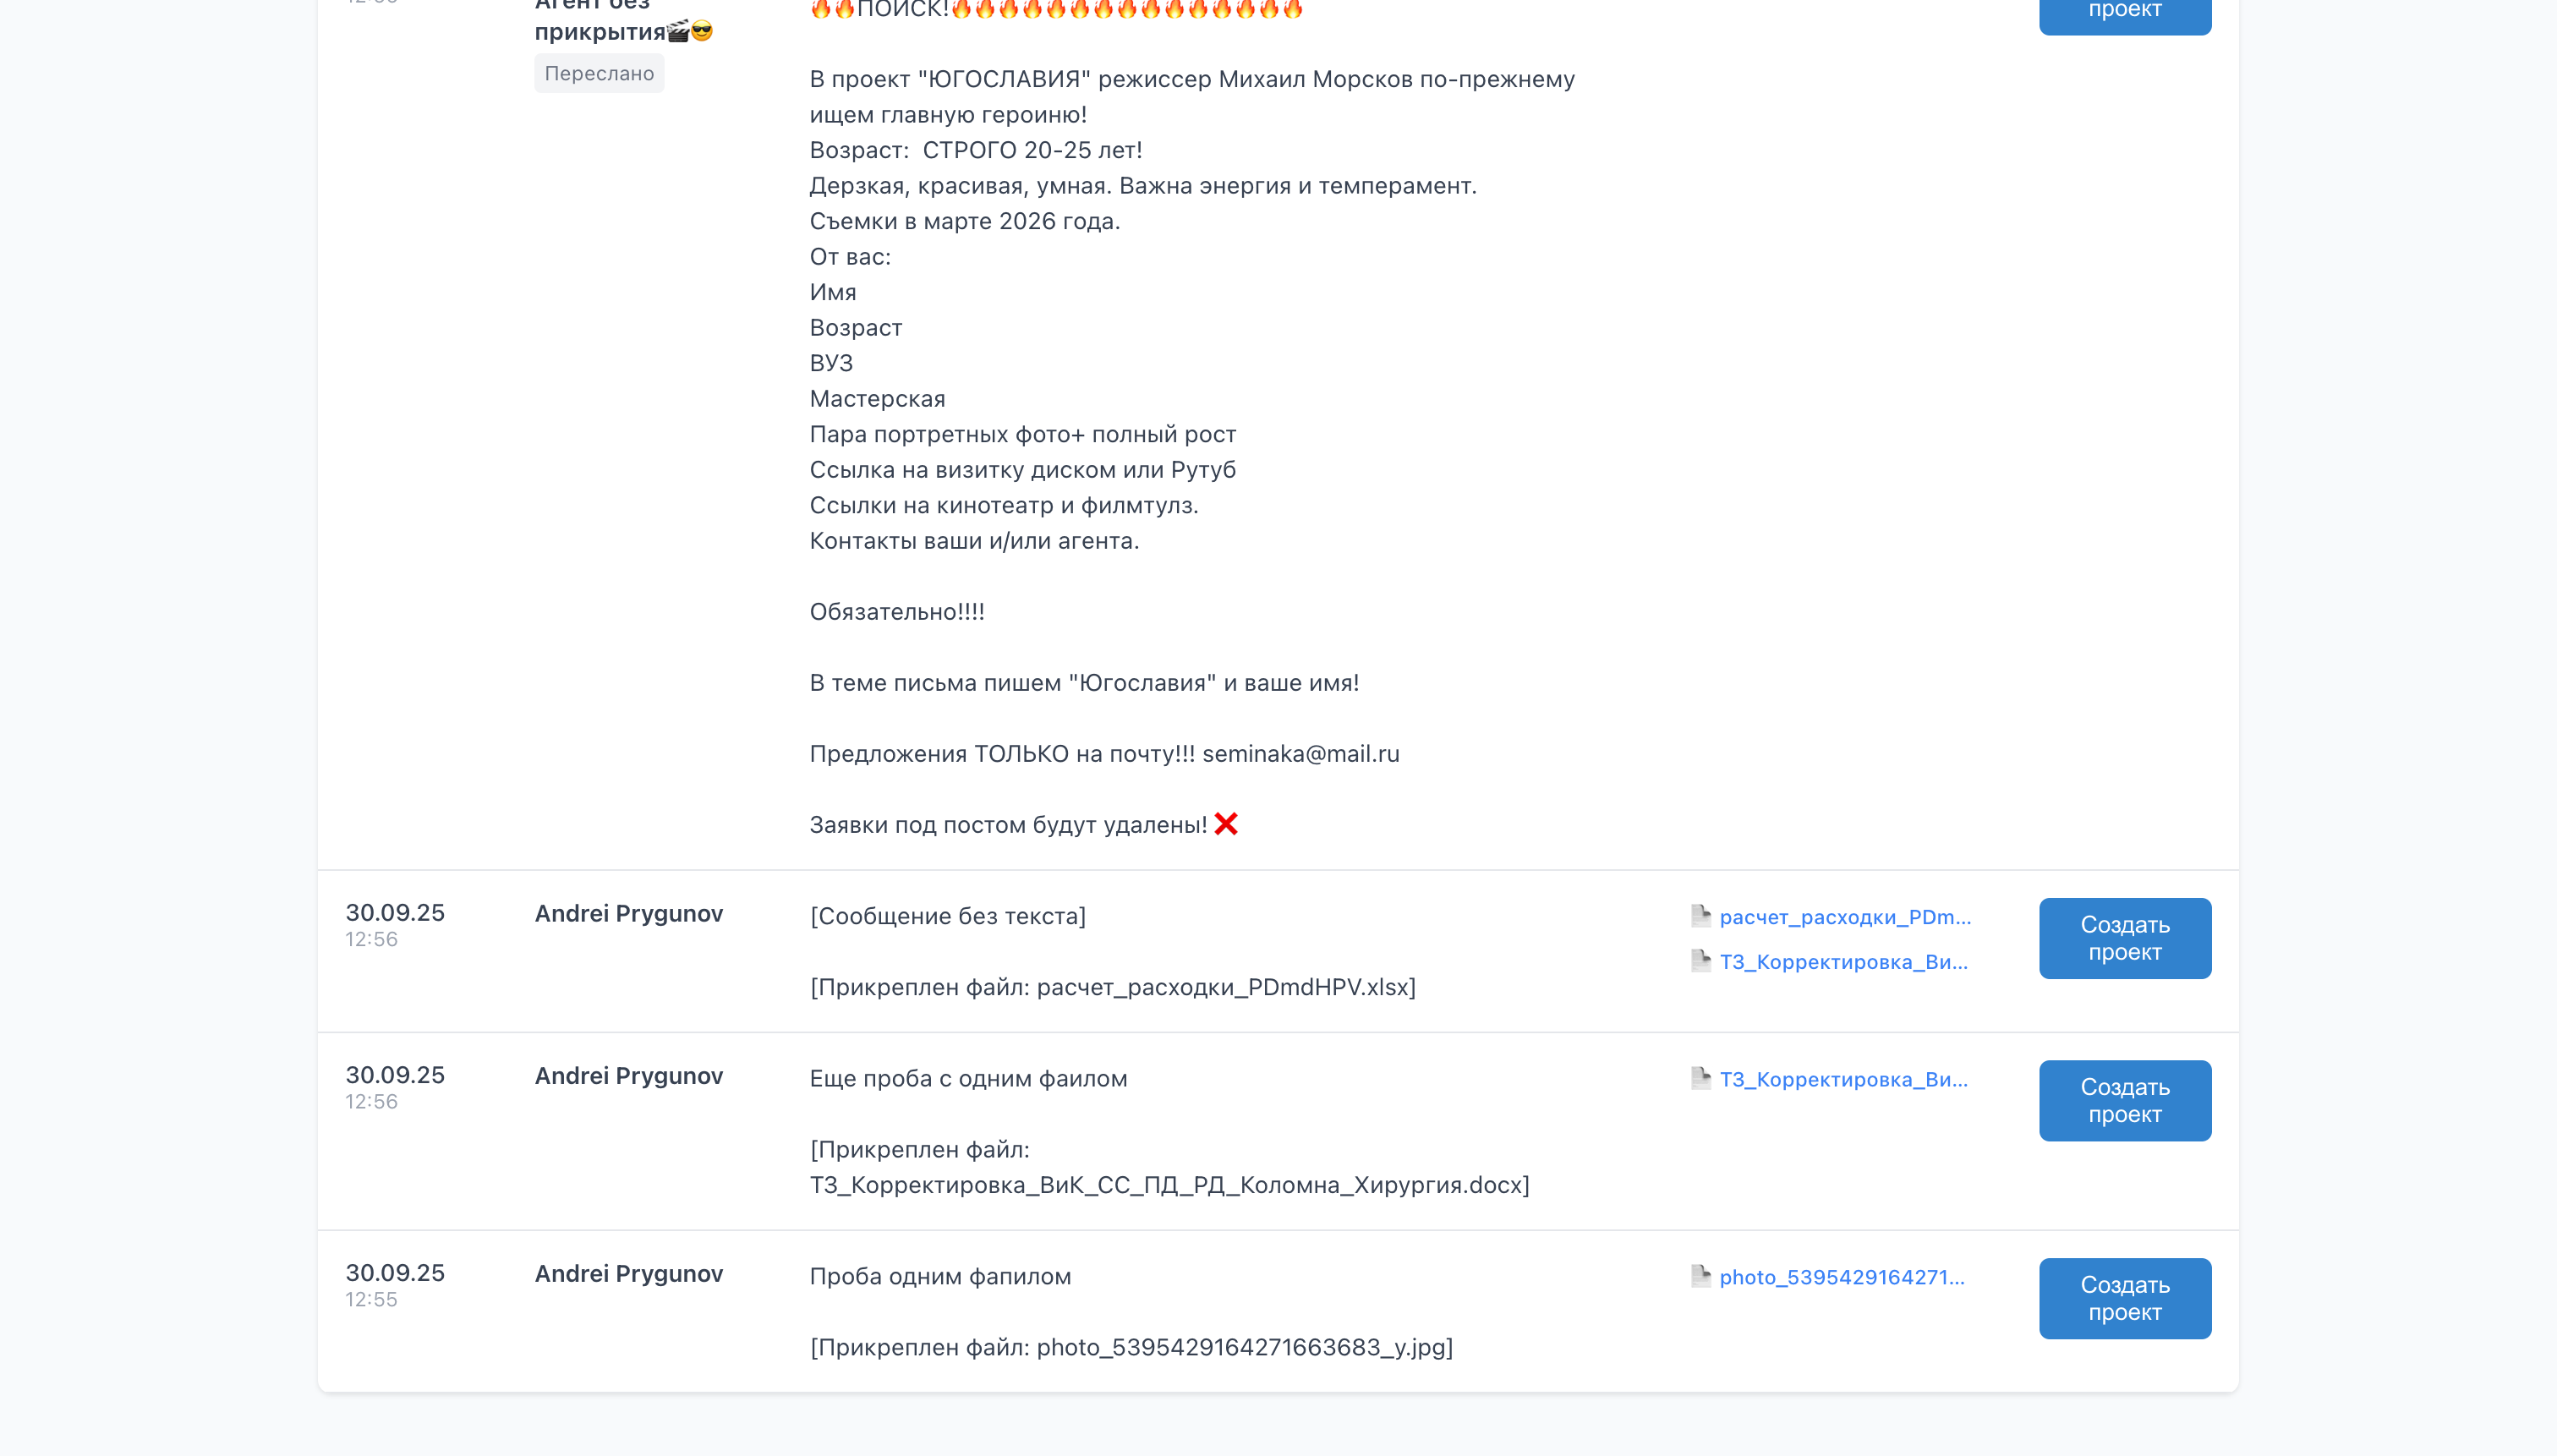 Агент без
прикрытия🎬😎
Переслано
🔥🔥ПОИСК!🔥🔥🔥🔥🔥🔥🔥🔥🔥🔥🔥🔥🔥🔥🔥
проект
В проект "ЮГОСЛАВИЯ" режиссер Михаил Морсков по-прежнему
ищем главную героиню!
Возраст:  СТРОГО 20-25 лет!
Дерзкая, красивая, умная. Важна энергия и темперамент.
Съемки в марте 2026 года.
От вас:
Имя
Возраст
ВУЗ
Мастерская
Пара портретных фото+ полный рост
Ссылка на визитку диском или Рутуб
Ссылки на кинотеатр и филмтулз.
Контакты ваши и/или агента.
Обязательно!!!!
В теме письма пишем "Югославия" и ваше имя!
Предложения ТОЛЬКО на почту!!! seminaka@mail.ru
Заявки под постом будут удалены! ❌
30.09.25
12:56
Andrei Prygunov
[Сообщение без текста]
[Прикреплен файл: расчет_расходки_PDmdHPV.xlsx]
расчет_расходки_PDm...
ТЗ_Корректировка_Ви...
Создать
проект
30.09.25
12:56
Andrei Prygunov
Еще проба с одним фаилом
[Прикреплен файл:
ТЗ_Корректировка_ВиК_СС_ПД_РД_Коломна_Хирургия.docx]
ТЗ_Корректировка_Ви...
Создать
проект
30.09.25
12:55
Andrei Prygunov
Проба одним фапилом
[Прикреплен файл: photo_5395429164271663683_y.jpg]
photo_5395429164271...
Создать
проект